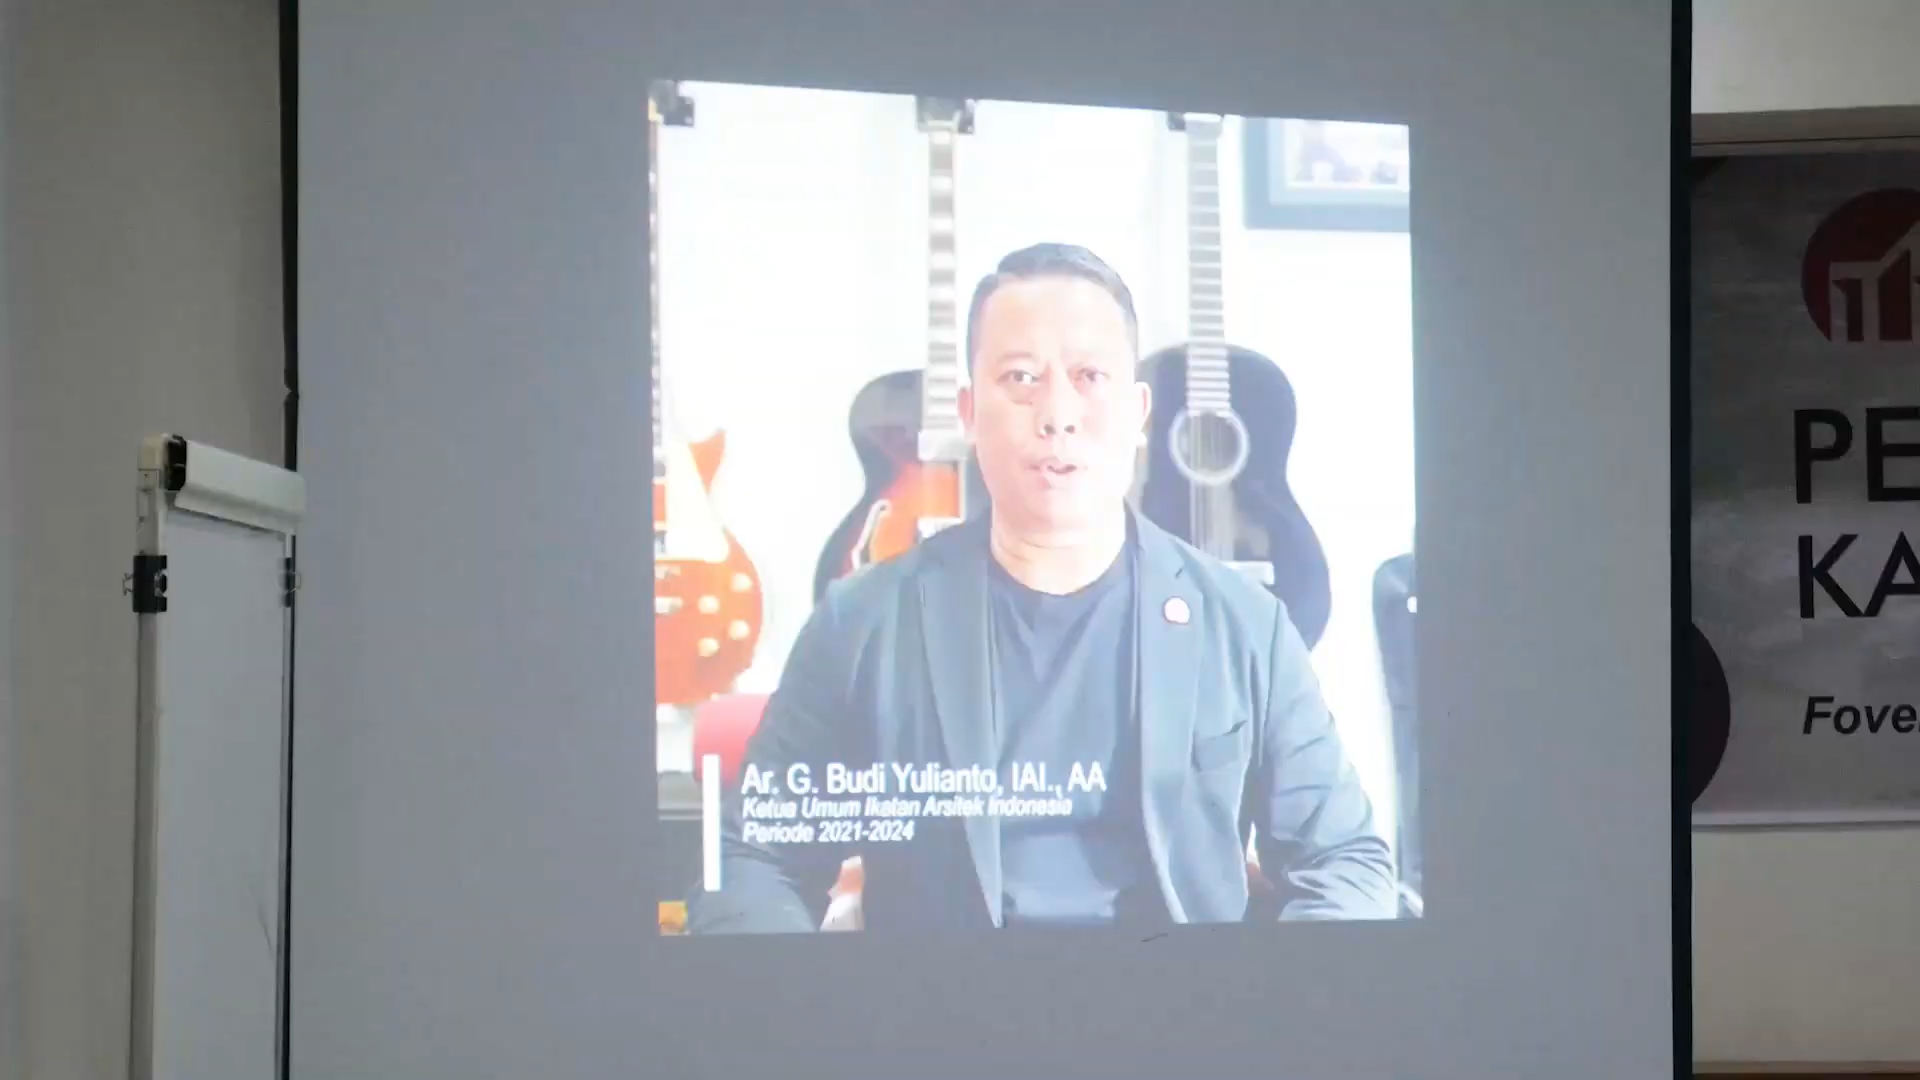 Ar. G. Budi Yulianto, IAI., AA
Ketua Umum Ikatan Arsitek Indonesia
Periode 2021-2024
PE
KA
Fove